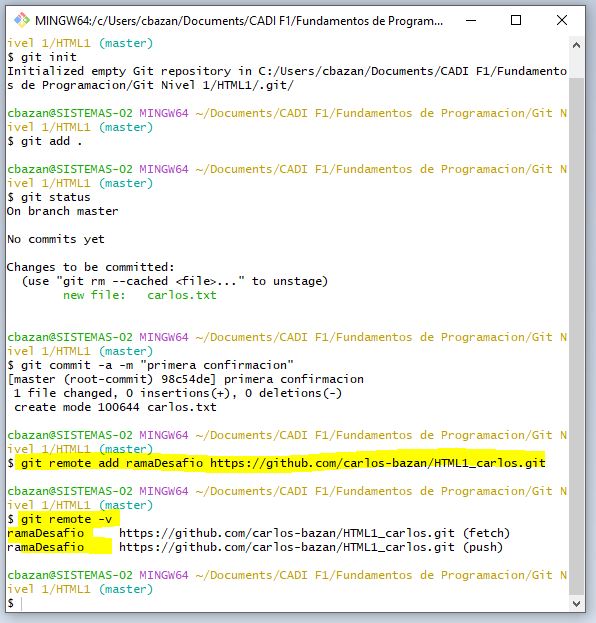 MINGW64:/c/Users/cbazan/Documents/CADI F1/Fundamentos de Program...
ivel 1/HTML1 (master)
$ git init
Initialized empty Git repository in C:/Users/cbazan/Documents/CADI F1/Fundamento
s de Programacion/Git Nivel 1/HTML1/.git/
cbazan@SISTEMAS-02 MINGW64 ~/Documents/CADI F1/Fundamentos de Programacion/Git N
ivel 1/HTML1 (master)
$ git add .
cbazan@SISTEMAS-02 MINGW64 ~/Documents/CADI F1/Fundamentos de Programacion/Git N
ivel 1/HTML1 (master)
$ git status
On branch master
No commits yet
Changes to be committed:
(use "git rm --cached <file>..." to unstage)
new file:   carlos.txt
cbazan@SISTEMAS-02 MINGW64 ~/Documents/CADI F1/Fundamentos de Programacion/Git N
ivel 1/HTML1 (master)
$ git commit -a -m "primera confirmacion"
[master (root-commit) 98c54de] primera confirmacion
1 file changed, 0 insertions(+), 0 deletions(-)
create mode 100644 carlos.txt
cbazan@SISTEMAS-02 MINGW64 ~/Documents/CADI F1/Fundamentos de Programacion/Git N
ivel 1/HTML1 (master)
$ git remote add ramaDesafio https://github.com/carlos-bazan/HTML1_carlos.git
cbazan@SISTEMAS-02 MINGW64 ~/Documents/CADI F1/Fundamentos de Programacion/Git N
ivel 1/HTML1 (master)
$ git remote -v
ramaDesafio     https://github.com/carlos-bazan/HTML1_carlos.git (fetch)
ramaDesafio     https://github.com/carlos-bazan/HTML1_carlos.git (push)
cbazan@SISTEMAS-02 MINGW64 ~/Documents/CADI F1/Fundamentos de Programacion/Git N
ivel 1/HTML1 (master)
$